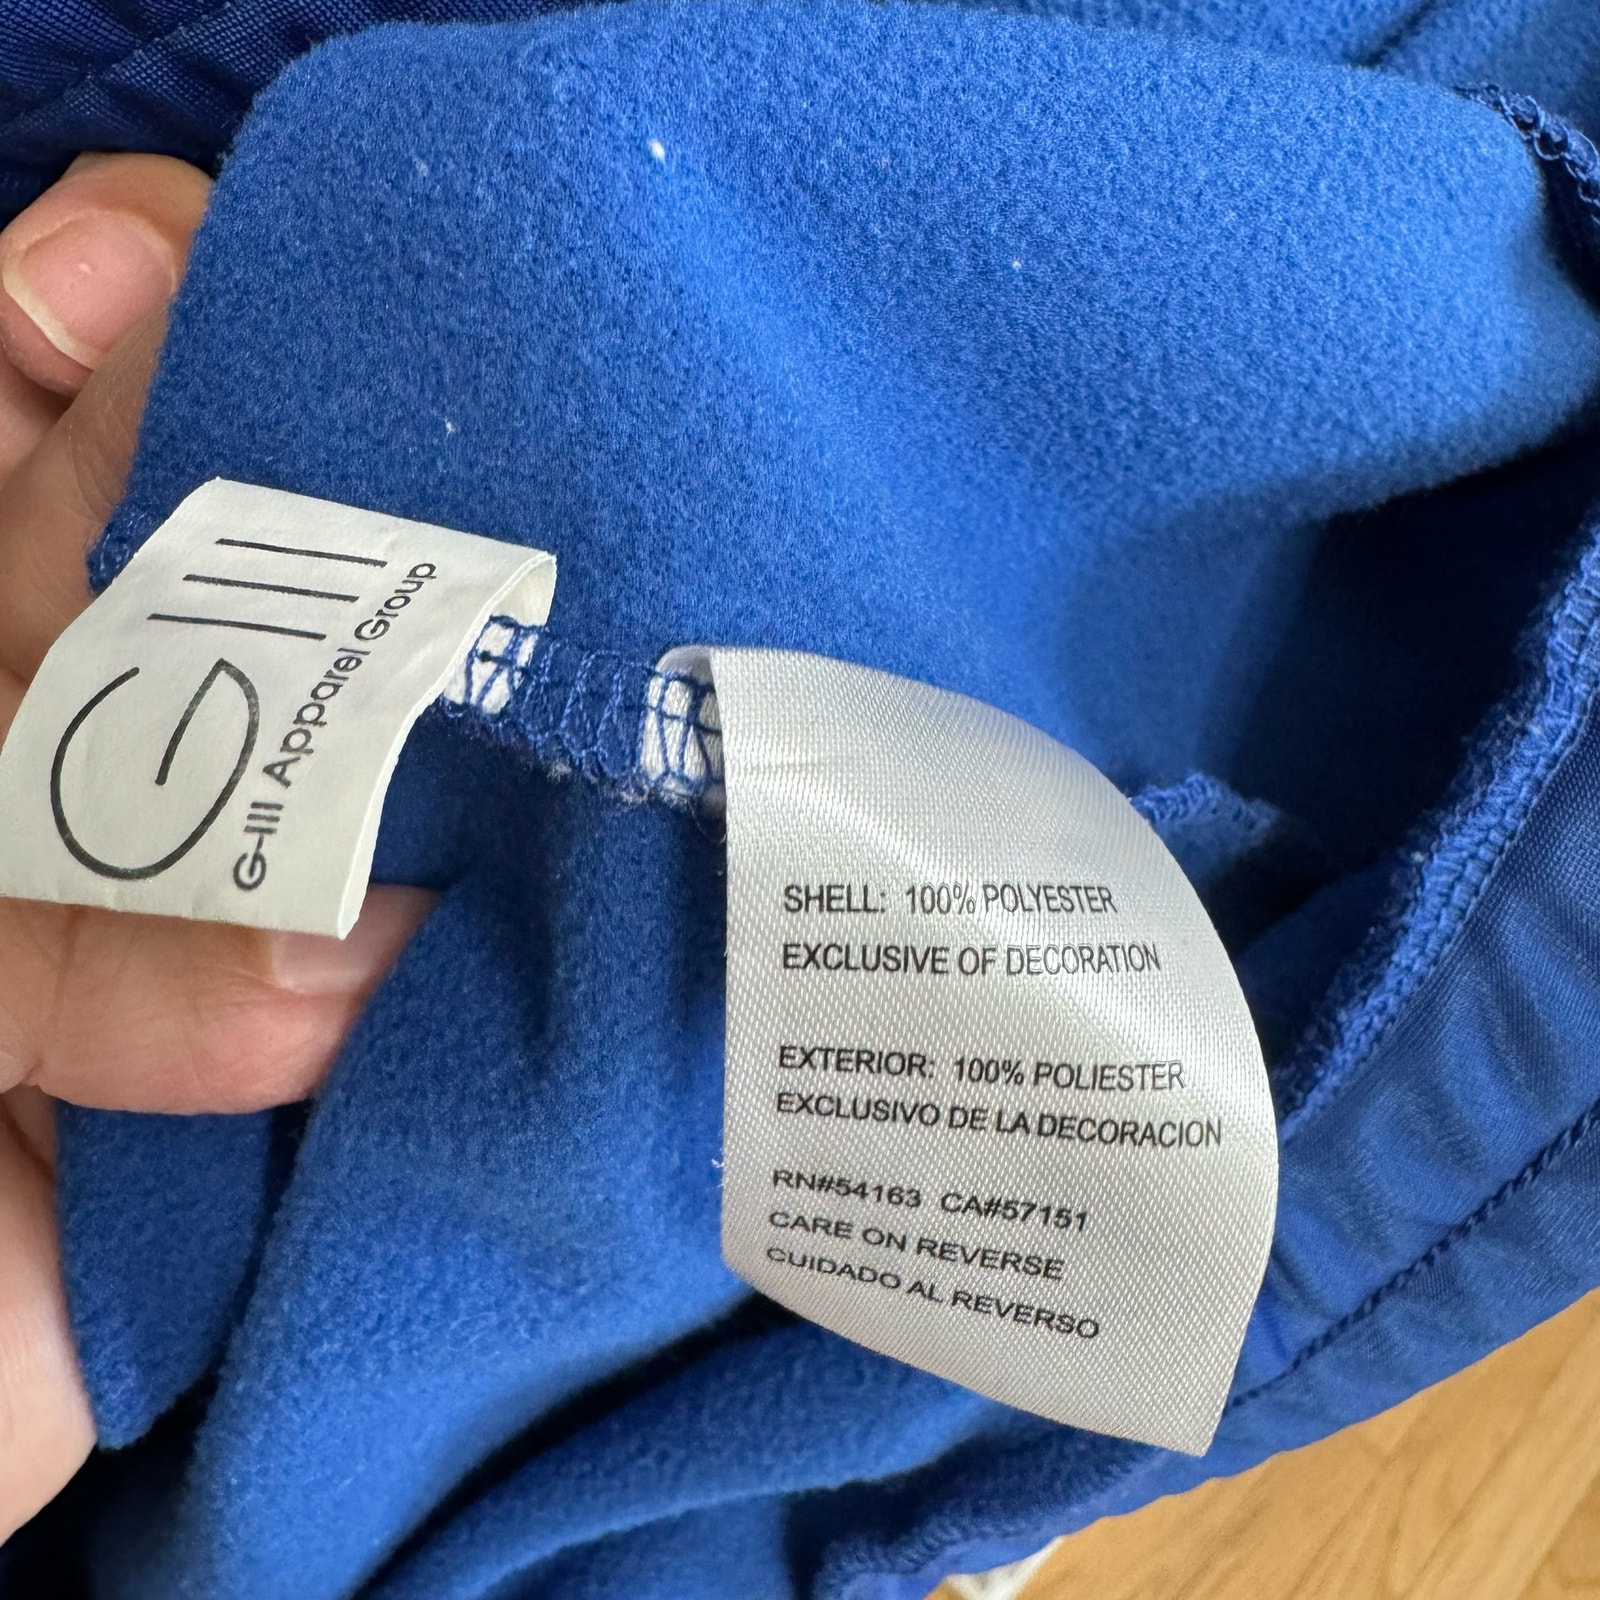 GIII
G-III Apparel Group
SHELL: 100% POLYESTER
EXCLUSIVE OF DECORATION
EXTERIOR: 100% POLIESTER
EXCLUSIVO DE LA DECORACION
RN#54163 CA#57151
CARE ON REVERSE
CUIDADO AL REVERSO